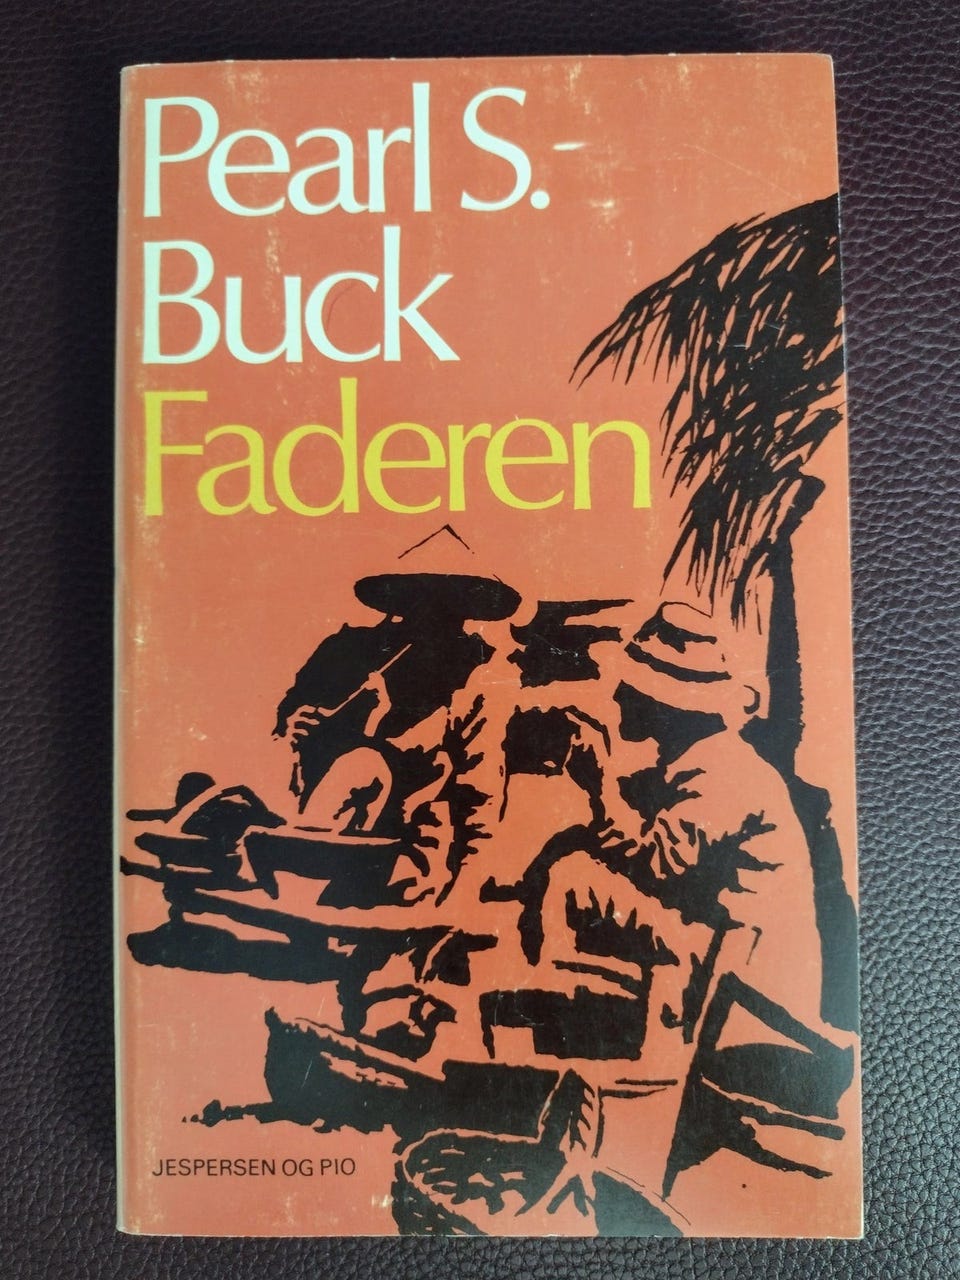 Pearl S.
Buck
Faderen
JESPERSEN OG PIO